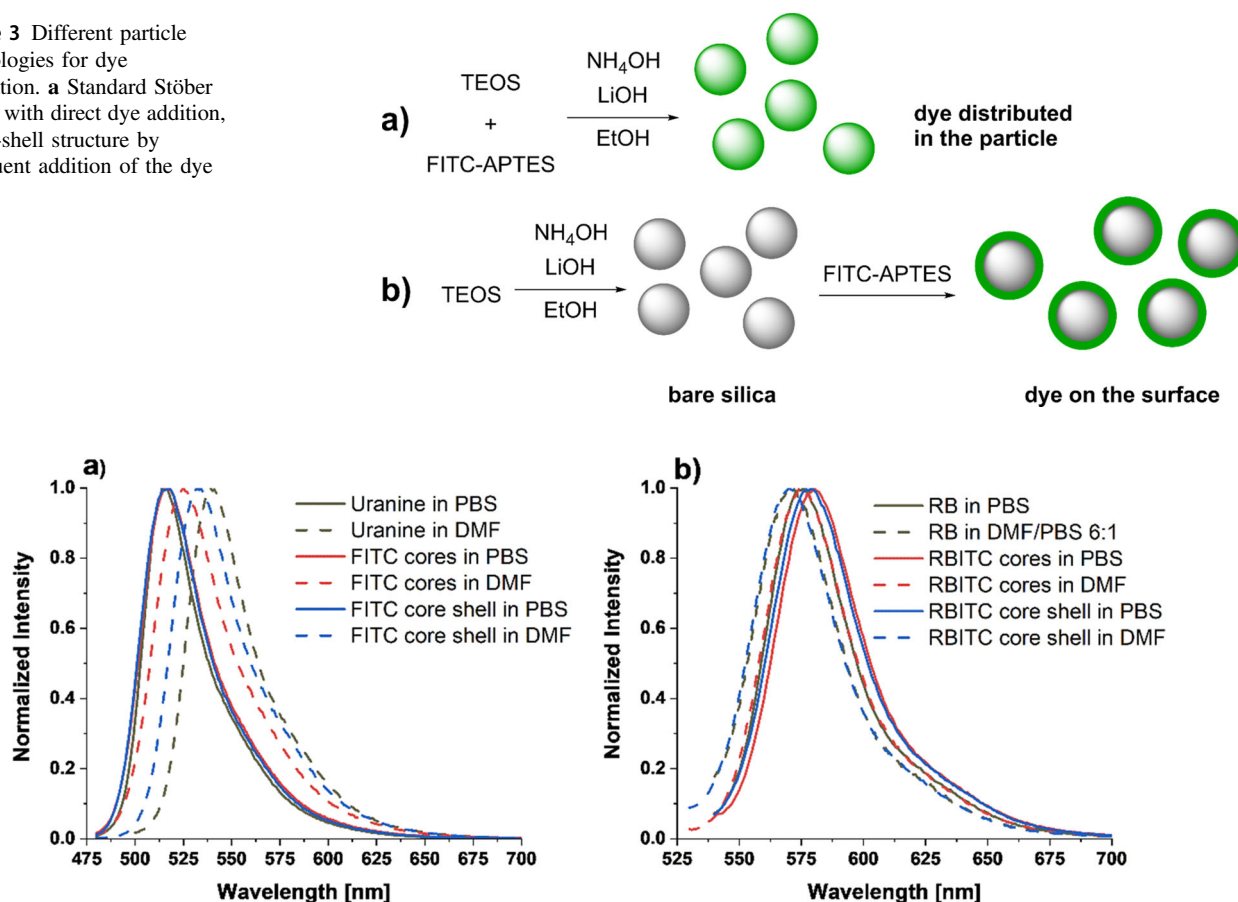 3 Different particle
for dye
a Standard Stöber
with direct dye addition,
structure by
addition of the dye
a)
TEOS
+
FITC-APTES
NH₄OH
LiOH
EtOH
dye distributed
in the particle
b)
TEOS
NH₄OH
LiOH
EtOH
FITC-APTES
bare silica
dye on the surface
a)
Normalized Intensity
1.0
0.8
0.6
0.4
0.2
0.0
475 500 525 550 575 600 625 650 675 700
Wavelength [nm]
Uranine in PBS
Uranine in DMF
FITC cores in PBS
FITC cores in DMF
FITC core shell in PBS
FITC core shell in DMF
b)
Normalized Intensity
1.0
0.8
0.6
0.4
0.2
0.0
525 550 575 600 625 650 675 700
Wavelength [nm]
RB in PBS
RB in DMF/PBS 6:1
RBITC cores in PBS
RBITC cores in DMF
RBITC core shell in PBS
RBITC core shell in DMF